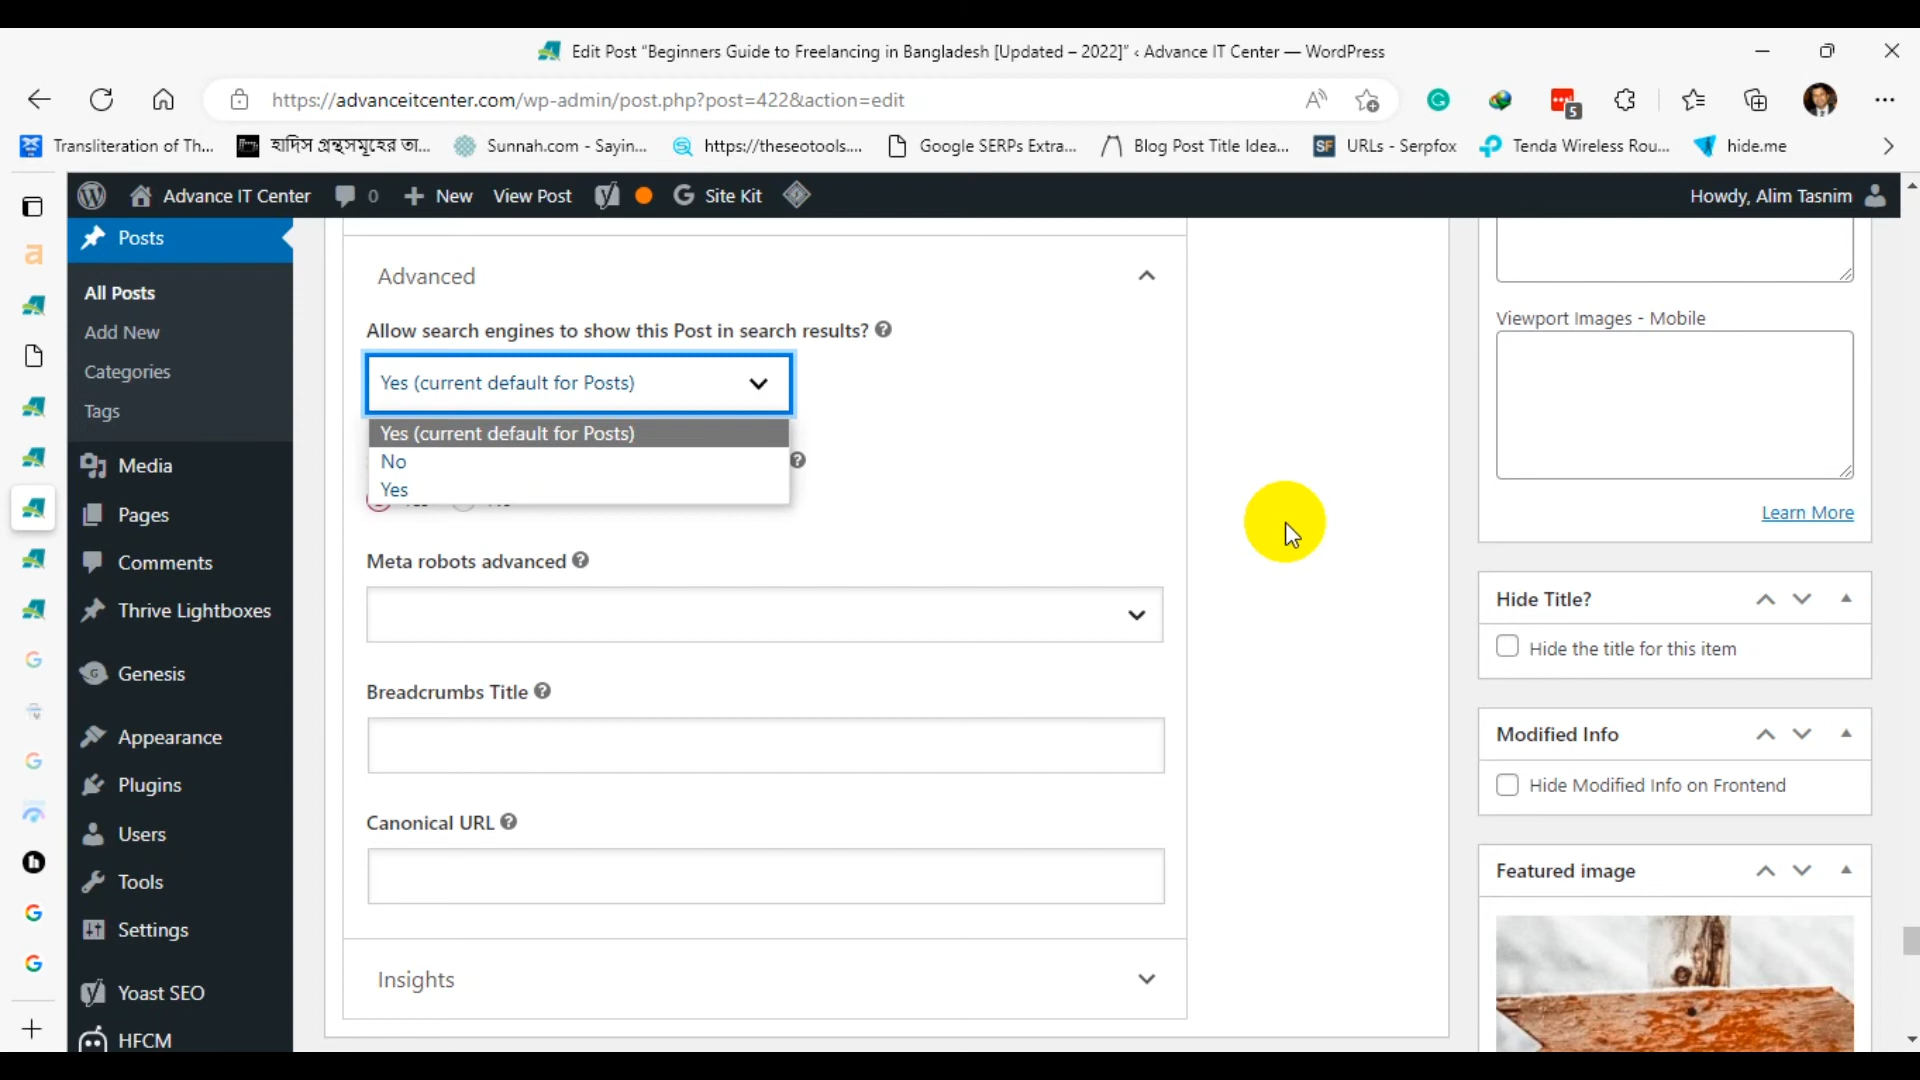 Edit Post “Beginners Guide to Freelancing in Bangladesh [Updated – 2022]” ‹ Advance IT Center — WordPress
https://advanceitcenter.com/wp-admin/post.php?post=422&action=edit
5
Transliteration of Th...
হাদিস গ্রন্থসমূহের তা...
Sunnah.com - Sayin...
https://theseotools....
Google SERPs Extra...
Blog Post Title Idea...
SF
URLs - Serpfox
Tenda Wireless Rou...
hide.me
Advance IT Center
0
New
View Post
Site Kit
Howdy, Alim Tasnim
Posts
All Posts
Add New
Categories
Tags
Media
Pages
Comments
Thrive Lightboxes
Genesis
Appearance
Plugins
Users
Tools
Settings
Yoast SEO
HFCM
Advanced
Allow search engines to show this Post in search results?
Yes (current default for Posts)
Yes (current default for Posts)
No
Yes
Meta robots advanced
Breadcrumbs Title
Canonical URL
Insights
Viewport Images - Mobile
Learn More
Hide Title?
Hide the title for this item
Modified Info
Hide Modified Info on Frontend
Featured image